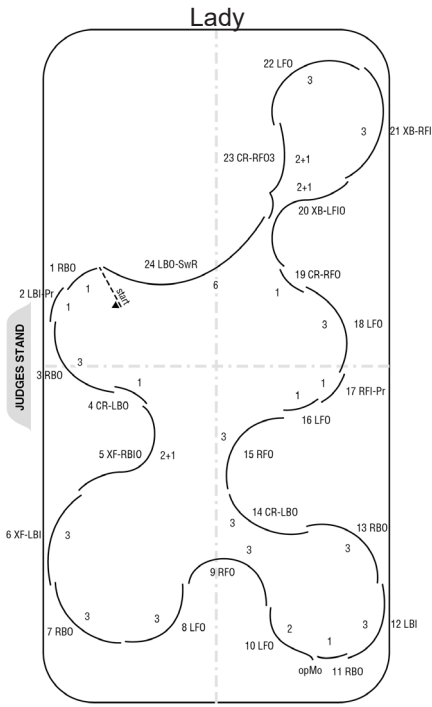 Lady
22 LFO
3
3
21 XB-RFI
23 CR-RFO3
2+1
2+1
20 XB-LFIO
24 LBO-SwR
6
1 RBO
1
start
2 LBI-Pr
1
19 CR-RFO
1
3
18 LFO
JUDGES STAND
3 RBO
3
1
4 CR-LBO
1
17 RFI-Pr
1
16 LFO
3
15 RFO
5 XF-RBIO
2+1
14 CR-LBO
3
13 RBO
3
6 XF-LBI
3
3
9 RFO
7 RBO
3
3
8 LFO
2
10 LFO
1
3
12 LBI
opMo
11 RBO